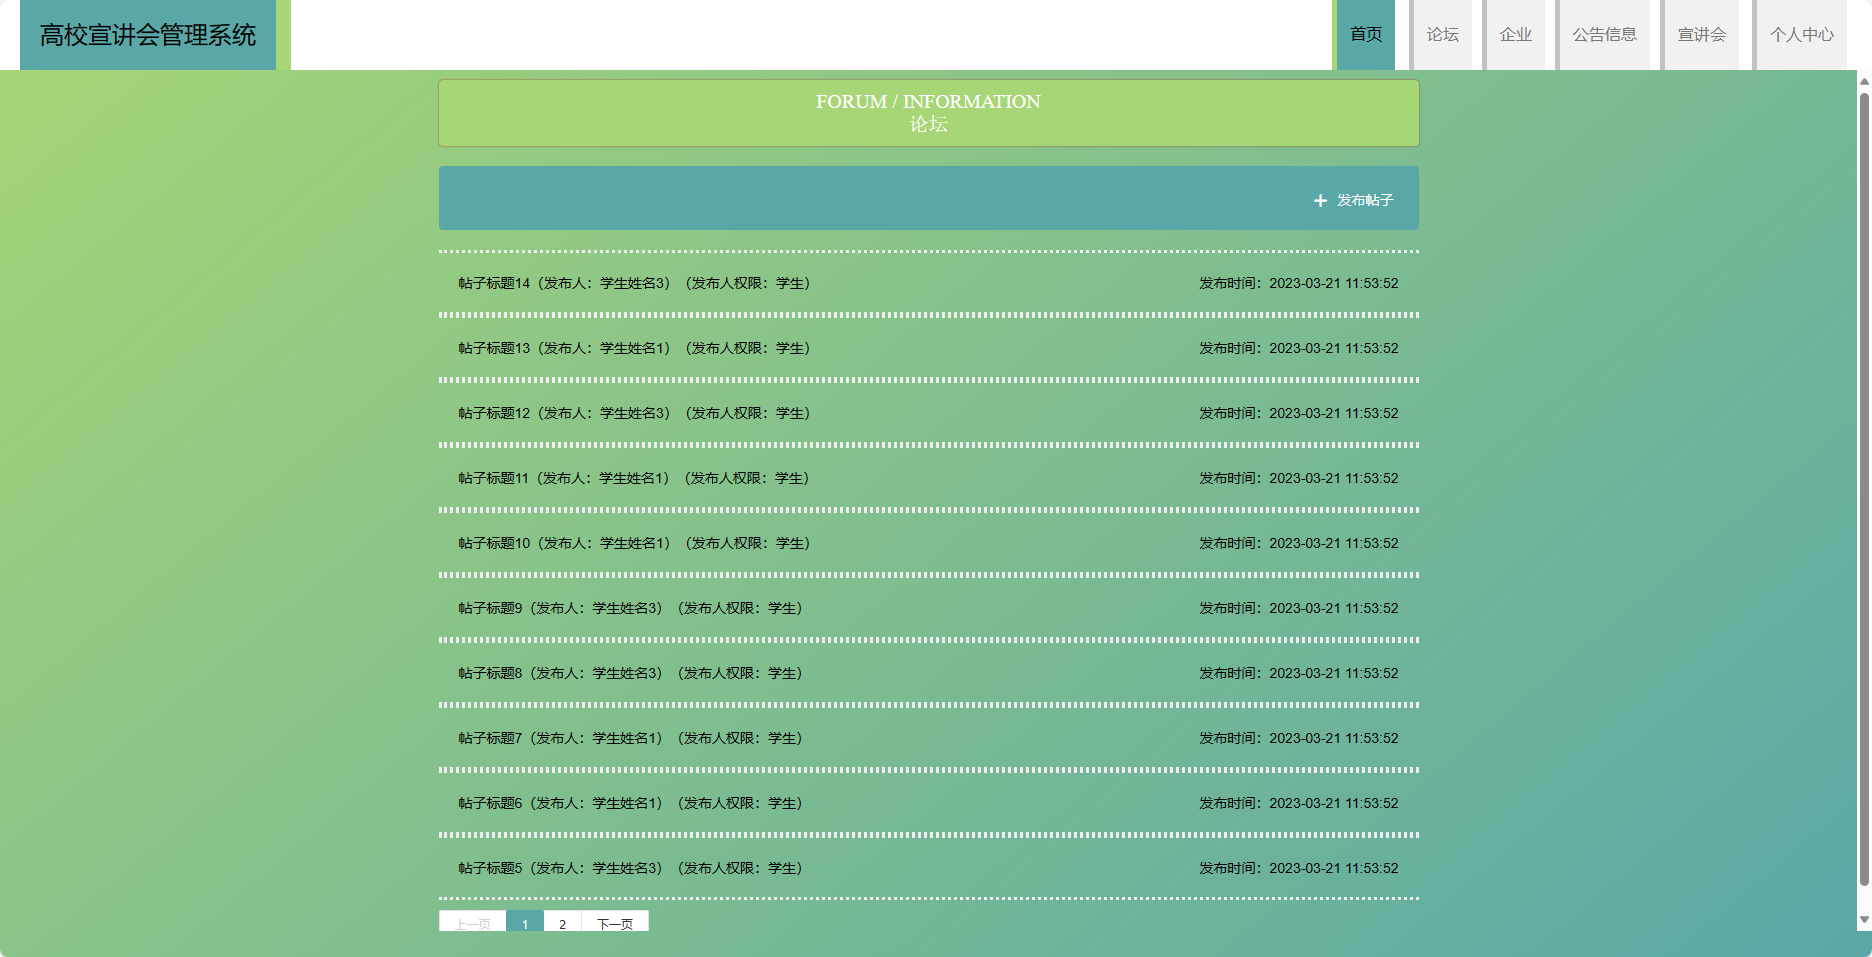 高校宣讲会管理系统
首页 论坛 企业 公告信息 宣讲会 个人中心
FORUM / INFORMATION
论坛
+ 发布帖子
帖子标题14（发布人：学生姓名3）（发布人权限：学生） 发布时间：2023-03-21 11:53:52
帖子标题13（发布人：学生姓名1）（发布人权限：学生） 发布时间：2023-03-21 11:53:52
帖子标题12（发布人：学生姓名3）（发布人权限：学生） 发布时间：2023-03-21 11:53:52
帖子标题11（发布人：学生姓名1）（发布人权限：学生） 发布时间：2023-03-21 11:53:52
帖子标题10（发布人：学生姓名1）（发布人权限：学生） 发布时间：2023-03-21 11:53:52
帖子标题9（发布人：学生姓名3）（发布人权限：学生） 发布时间：2023-03-21 11:53:52
帖子标题8（发布人：学生姓名3）（发布人权限：学生） 发布时间：2023-03-21 11:53:52
帖子标题7（发布人：学生姓名1）（发布人权限：学生） 发布时间：2023-03-21 11:53:52
帖子标题6（发布人：学生姓名1）（发布人权限：学生） 发布时间：2023-03-21 11:53:52
帖子标题5（发布人：学生姓名3）（发布人权限：学生） 发布时间：2023-03-21 11:53:52
上一页 1 2 下一页